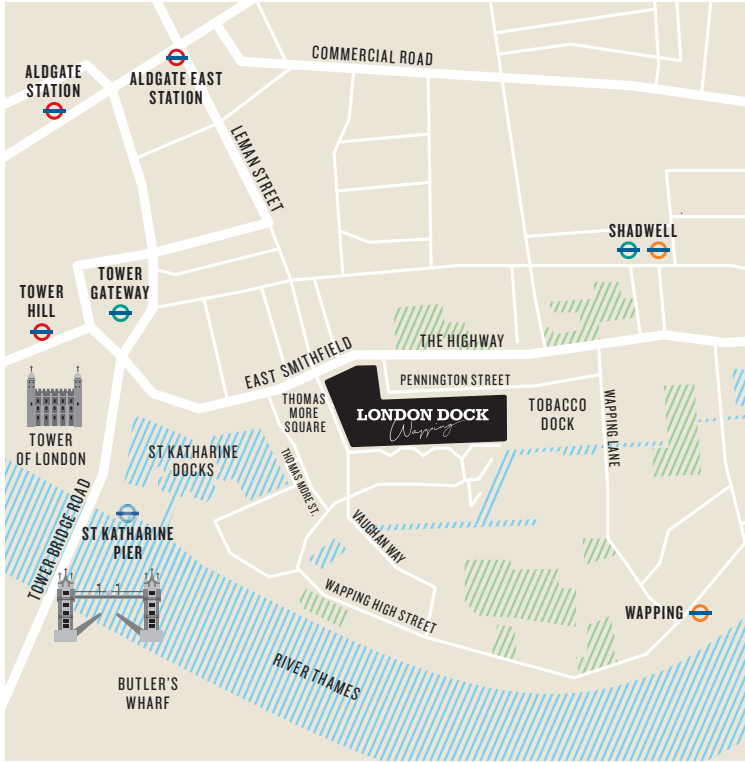 COMMERCIAL ROAD
ALDGATE
STATION
ALDGATE EAST
STATION
LEMAN STREET
SHADWELL
TOWER
GATEWAY
TOWER
HILL
THE HIGHWAY
EAST SMITHFIELD
PENNINGTON STREET
THOMAS
MORE
SQUARE
LONDON DOCK
Wapping
TOBACCO
DOCK
WAPPING LANE
TOWER
OF LONDON
ST KATHARINE
DOCKS
THOMAS MORE ST.
TOWER BRIDGE ROAD
ST KATHARINE
PIER
VAUGHAN WAY
WAPPING HIGH STREET
WAPPING
RIVER THAMES
BUTLER'S
WHARF